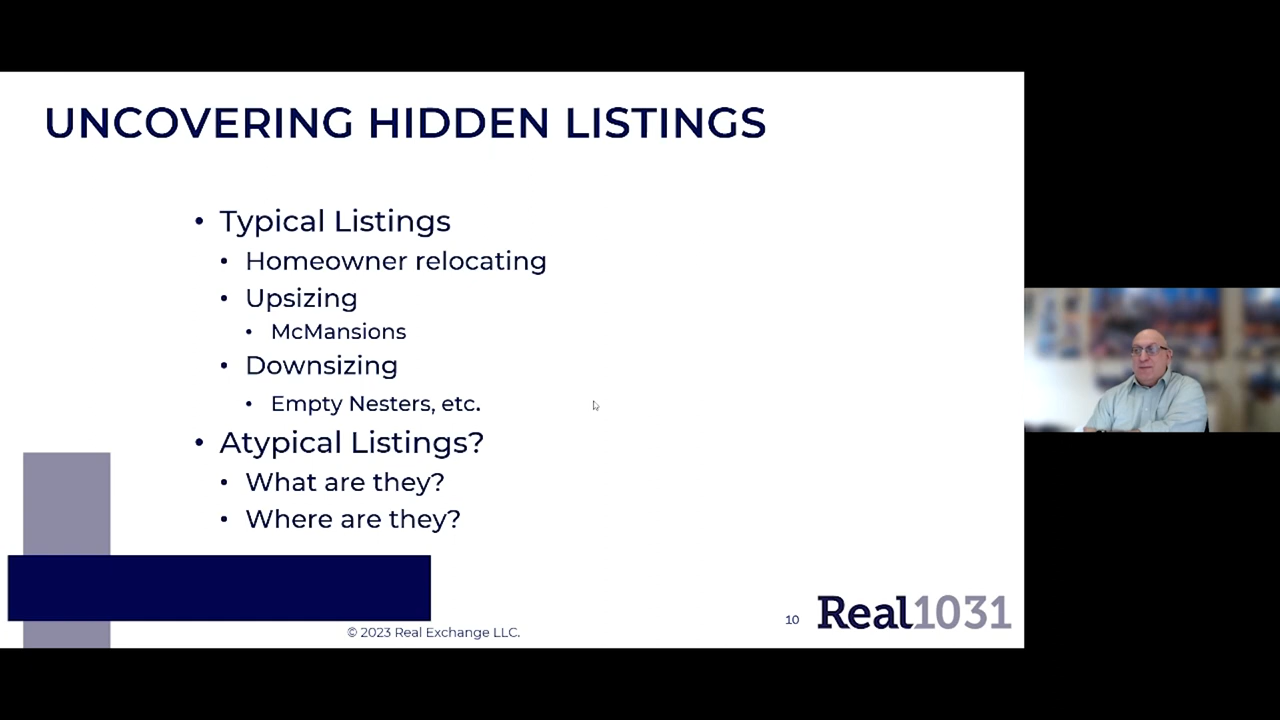 UNCOVERING HIDDEN LISTINGS
• Typical Listings
• Homeowner relocating
• Upsizing
• McMansions
• Downsizing
• Empty Nesters, etc.
• Atypical Listings?
• What are they?
• Where are they?
© 2023 Real Exchange LLC.
10
Real1031